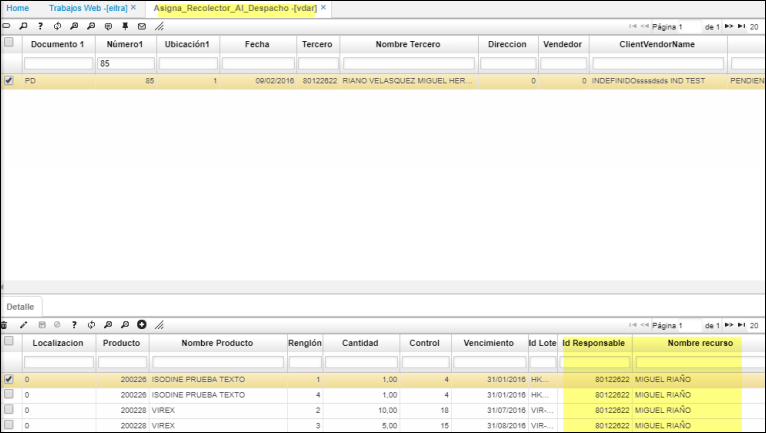 Home Trabajos Web -[eitra] × Asigna_Recolector_Al_Despacho -[vdar] ×
? Página 1 de 1 20
Documento 1 Número1 Ubicación1 Fecha Tercero Nombre Tercero Direccion Vendedor ClientVendorName
85
PD 85 1 09/02/2016 80122622 RIANO VELASQUEZ MIGUEL HER... 0 0 INDEFINIDOssssdsds IND TEST PENDIEN
Detalle
? Página 1 de 1 20
Localizacion Producto Nombre Producto Renglón Cantidad Control Vencimiento Id Lote Id Responsable Nombre recurso
0 200226 ISODINE PRUEBA TEXTO 1 1,00 4 31/01/2016 HK... 80122622 MIGUEL RIAÑO
0 200226 ISODINE PRUEBA TEXTO 4 1,00 4 31/01/2016 HK... 80122622 MIGUEL RIAÑO
0 200228 VIREX 2 10,00 18 31/07/2016 VIR-... 80122622 MIGUEL RIAÑO
0 200228 VIREX 3 5,00 15 31/08/2016 VIR-... 80122622 MIGUEL RIAÑO